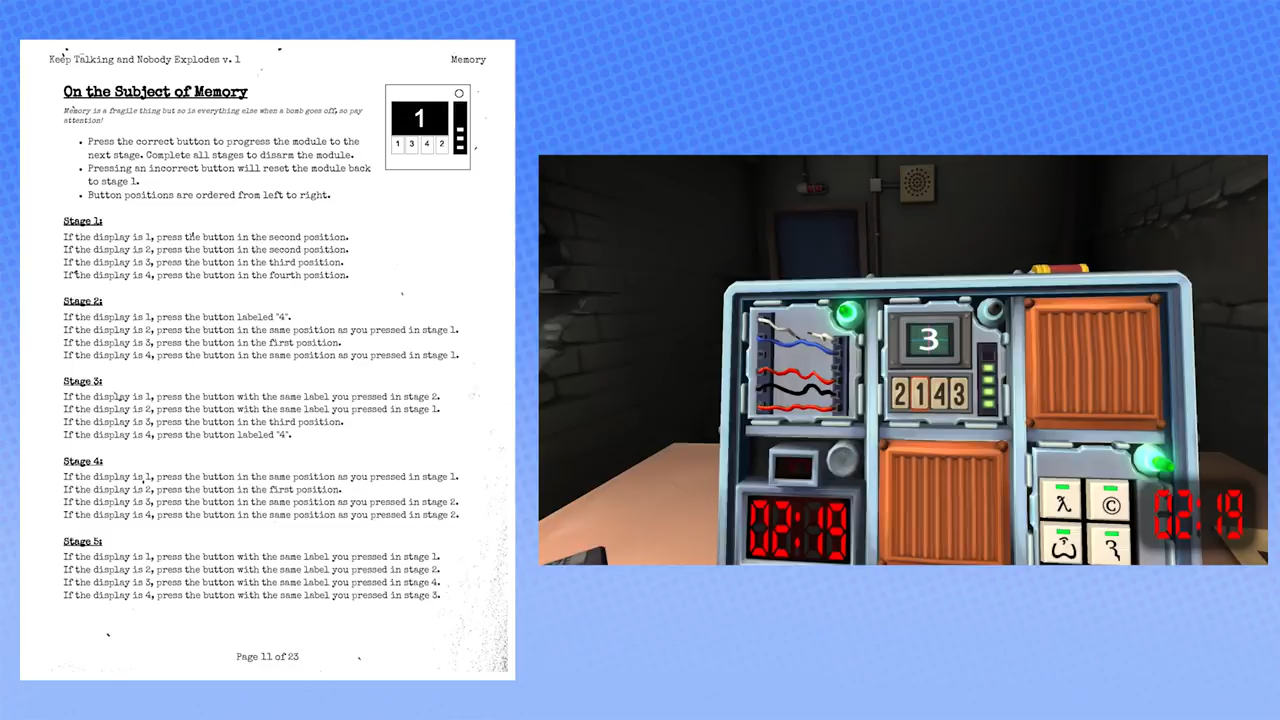 Keep Talking and Nobody Explodes v. 1
Memory
On the Subject of Memory
Memory is a fragile thing but so is everything else when a bomb goes off, so pay
attention!
1
1 3 4 2
• Press the correct button to progress the module to the
next stage. Complete all stages to disarm the module.
• Pressing an incorrect button will reset the module back
to stage 1.
• Button positions are ordered from left to right.
Stage 1:
If the display is 1, press the button in the second position.
If the display is 2, press the button in the second position.
If the display is 3, press the button in the third position.
If the display is 4, press the button in the fourth position.
Stage 2:
If the display is 1, press the button labeled "4".
If the display is 2, press the button in the same position as you pressed in stage 1.
If the display is 3, press the button in the first position.
If the display is 4, press the button in the same position as you pressed in stage 1.
Stage 3:
If the display is 1, press the button with the same label you pressed in stage 2.
If the display is 2, press the button with the same label you pressed in stage 1.
If the display is 3, press the button in the third position.
If the display is 4, press the button labeled "4".
Stage 4:
If the display is 1, press the button in the same position as you pressed in stage 1.
If the display is 2, press the button in the first position.
If the display is 3, press the button in the same position as you pressed in stage 2.
If the display is 4, press the button in the same position as you pressed in stage 2.
Stage 5:
If the display is 1, press the button with the same label you pressed in stage 1.
If the display is 2, press the button with the same label you pressed in stage 2.
If the display is 3, press the button with the same label you pressed in stage 4.
If the display is 4, press the button with the same label you pressed in stage 3.
Page 11 of 23
3
2 1 4 3
02:19
02:19